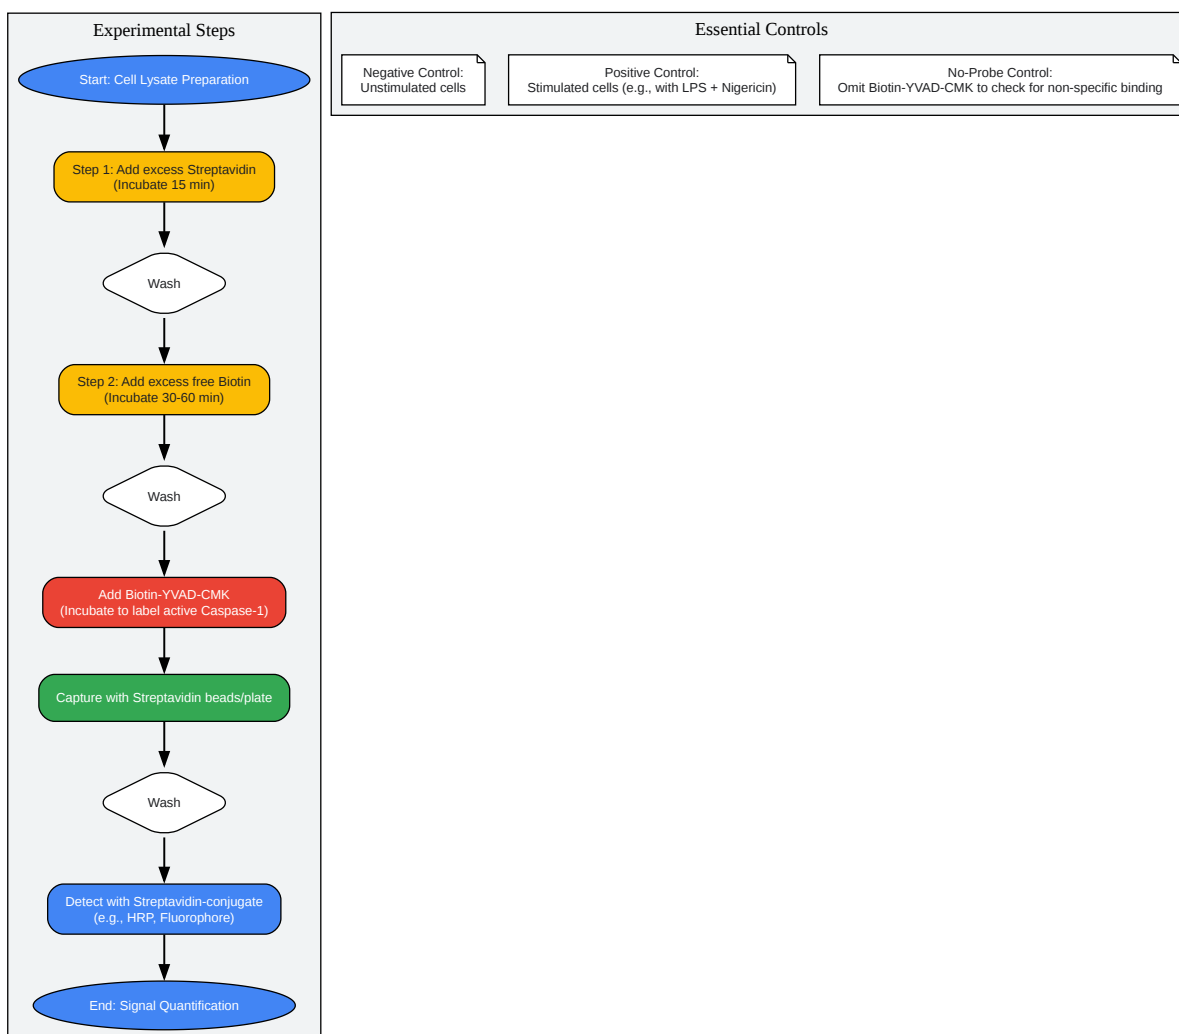 Experimental Steps
Start: Cell Lysate Preparation
Step 1: Add excess Streptavidin
(Incubate 15 min)
Wash
Step 2: Add excess free Biotin
(Incubate 30-60 min)
Wash
Add Biotin-YVAD-CMK
(Incubate to label active Caspase-1)
Capture with Streptavidin beads/plate
Wash
Detect with Streptavidin-conjugate
(e.g., HRP, Fluorophore)
End: Signal Quantification
Essential Controls
Negative Control:
Unstimulated cells
Positive Control:
Stimulated cells (e.g., with LPS + Nigericin)
No-Probe Control:
Omit Biotin-YVAD-CMK to check for non-specific binding